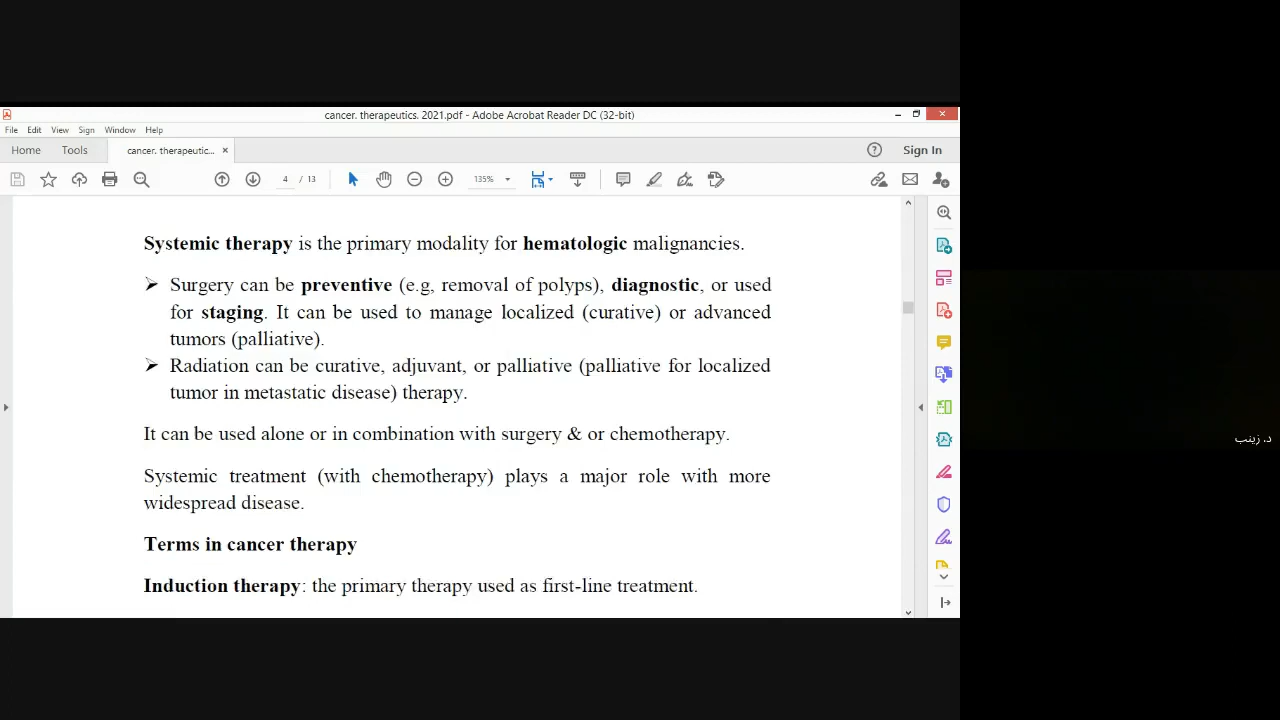 cancer. therapeutics. 2021.pdf - Adobe Acrobat Reader DC (32-bit)
File Edit View Sign Window Help
Home Tools cancer. therapeutic... × Sign In
4 / 13 135%
Systemic therapy is the primary modality for hematologic malignancies.
➢ Surgery can be preventive (e.g, removal of polyps), diagnostic, or used
for staging. It can be used to manage localized (curative) or advanced
tumors (palliative).
➢ Radiation can be curative, adjuvant, or palliative (palliative for localized
tumor in metastatic disease) therapy.
It can be used alone or in combination with surgery & or chemotherapy.
Systemic treatment (with chemotherapy) plays a major role with more
widespread disease.
Terms in cancer therapy
Induction therapy: the primary therapy used as first-line treatment.
د. زينب